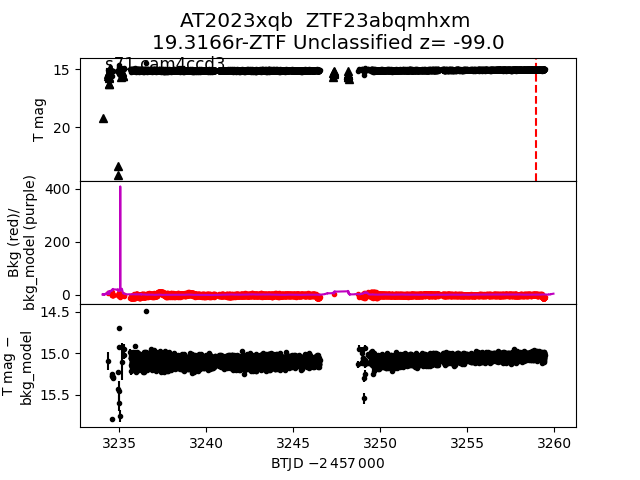 AT2023xqb  ZTF23abqmhxm
19.3166r-ZTF Unclassified z= -99.0
s71 cam4ccd3
15
20
T mag
400
200
0
Bkg (red)/
bkg_model (purple)
14.5
15.0
15.5
T mag −
bkg_model
3235 3240 3245 3250 3255 3260
BTJD −2 457 000